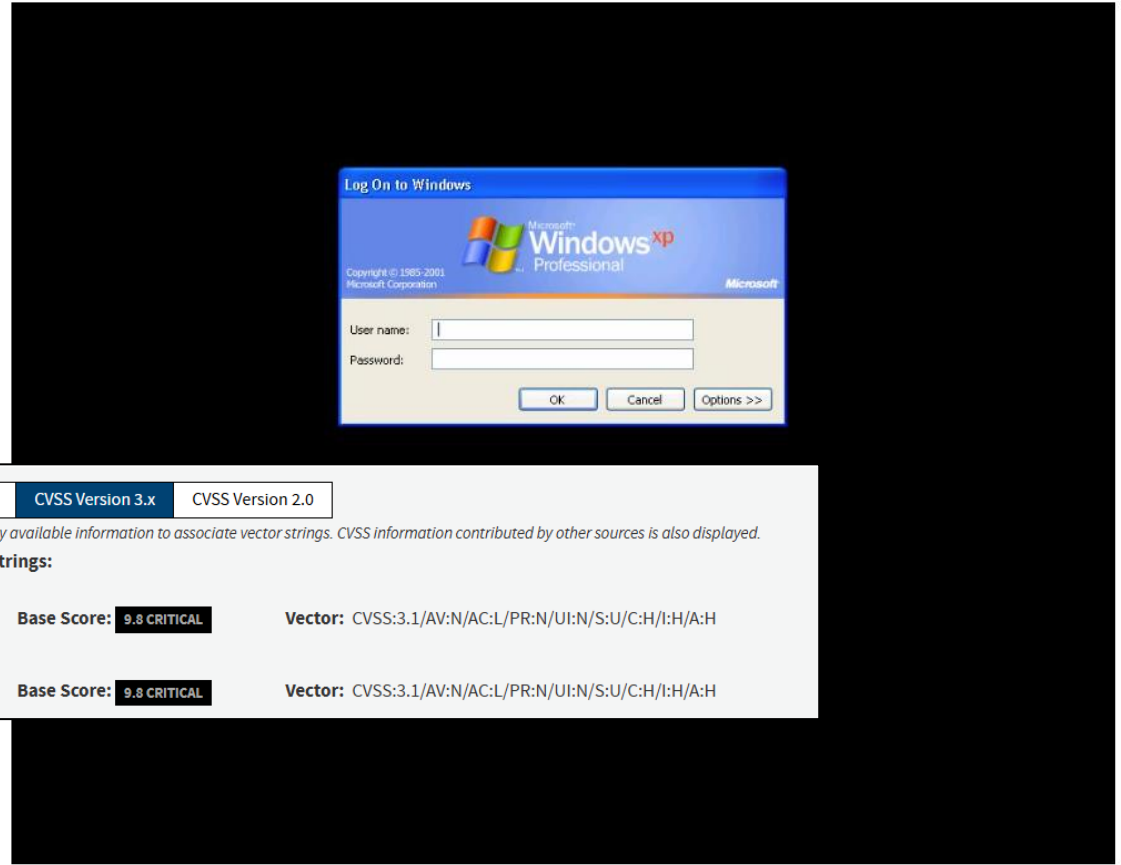 Log On to Windows
Microsoft
Windows xp
Professional
Copyright © 1985-2001
Microsoft Corporation
Microsoft
User name:
Password:
OK Cancel Options >>
CVSS Version 3.x CVSS Version 2.0
y available information to associate vector strings. CVSS information contributed by other sources is also displayed.
trings:
Base Score: 9.8 CRITICAL Vector: CVSS:3.1/AV:N/AC:L/PR:N/UI:N/S:U/C:H/I:H/A:H
Base Score: 9.8 CRITICAL Vector: CVSS:3.1/AV:N/AC:L/PR:N/UI:N/S:U/C:H/I:H/A:H